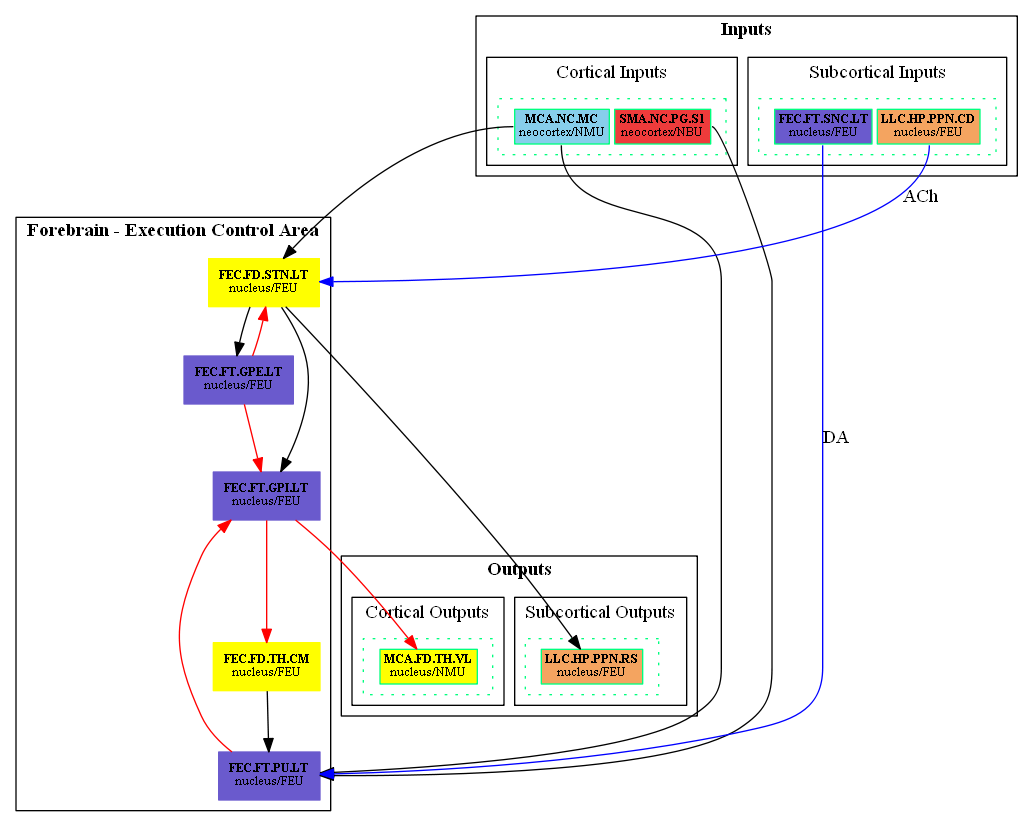 Inputs
Cortical Inputs
Subcortical Inputs
MCA.NC.MC
neocortex/NMU
SMA.NC.PG.S1
neocortex/NBU
FEC.FT.SNC.LT
nucleus/FEU
LLC.HP.PPN.CD
nucleus/FEU
ACh
Forebrain - Execution Control Area
FEC.FD.STN.LT
nucleus/FEU
FEC.FT.GPE.LT
nucleus/FEU
DA
FEC.FT.GPI.LT
nucleus/FEU
Outputs
Cortical Outputs
Subcortical Outputs
MCA.FD.TH.VL
nucleus/NMU
LLC.HP.PPN.RS
nucleus/FEU
FEC.FD.TH.CM
nucleus/FEU
FEC.FT.PU.LT
nucleus/FEU